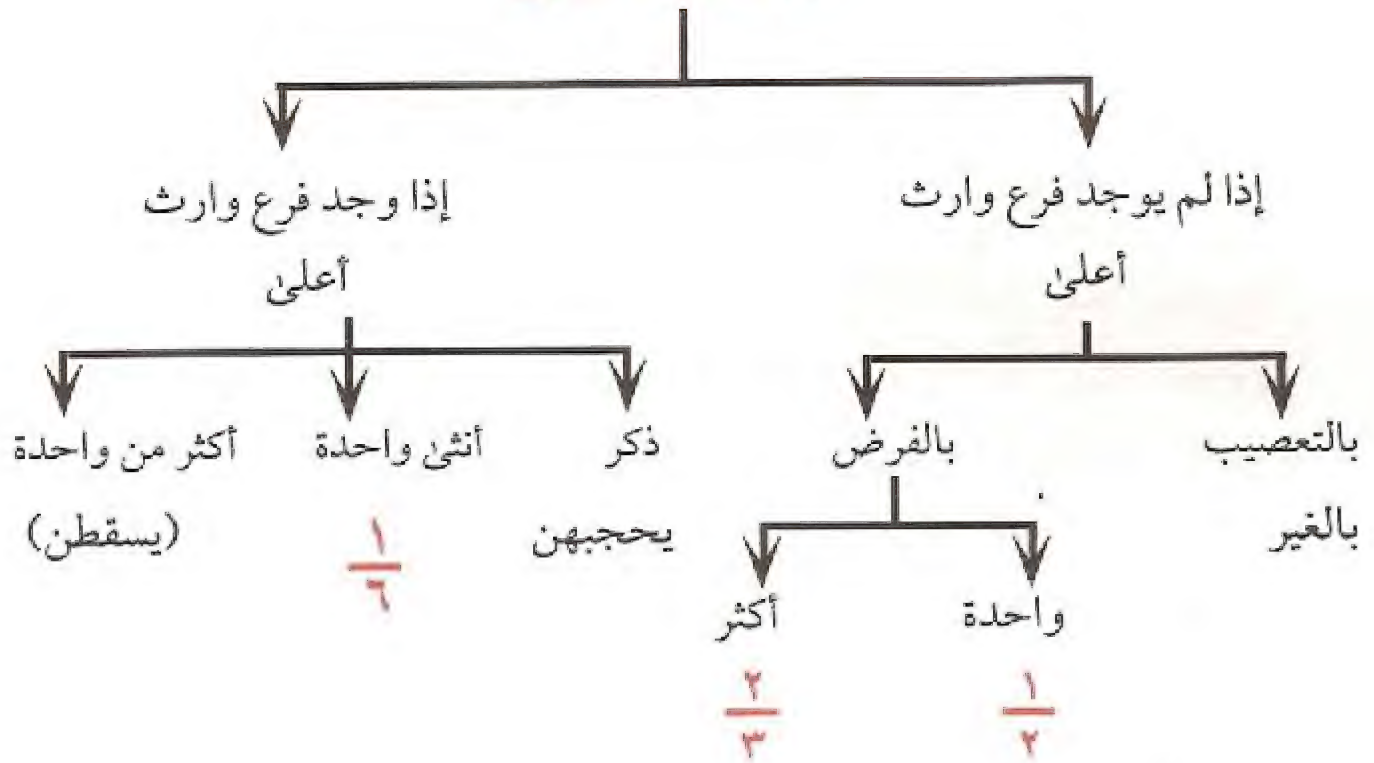 إذا لم يوجد فرع وارث
أعلىٰ
بالتعصيب
بالغير
بالفرض
واحدة
١
٢
أكثر
٢
٣
إذا وجد فرع وارث
أعلىٰ
ذكر
يحجبهن
أنثىٰ واحدة
١
٦
أكثر من واحدة
(يسقطن)